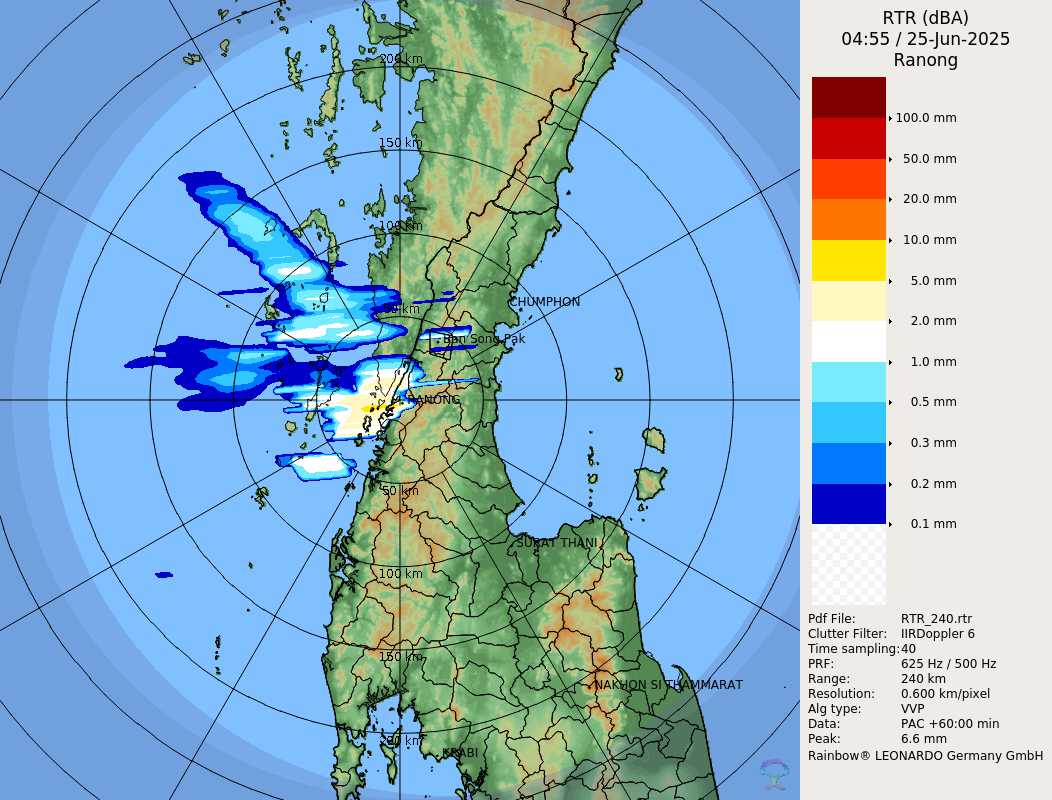 RTR (dBA)
04:55 / 25-Jun-2025
Ranong
100.0 mm
50.0 mm
20.0 mm
10.0 mm
5.0 mm
2.0 mm
1.0 mm
0.5 mm
0.3 mm
0.2 mm
0.1 mm
Pdf File: RTR_240.rtr
Clutter Filter: IIRDoppler 6
Time sampling:40
PRF: 625 Hz / 500 Hz
Range: 240 km
Resolution: 0.600 km/pixel
Alg type: VVP
Data: PAC +60:00 min
Peak: 6.6 mm
Rainbow® LEONARDO Germany GmbH
200 km
150 km
100 km
CHUMPHON
50 km
Ban Song Pak
RANONG
50 km
SURAT THANI
100 km
150 km
NAKHON SI THAMMARAT
200 km
KRABI